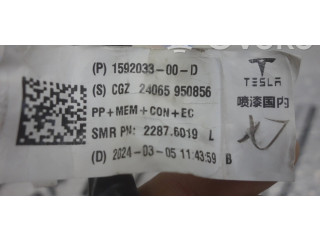 (P) 1592033-00-D
(S) CGZ 24065 950856
PP+MEM+CON+EC
SMR PN: 2287.6019 L
(D) 2024-03-05 11:43:59 B
TESLA
喷漆国内